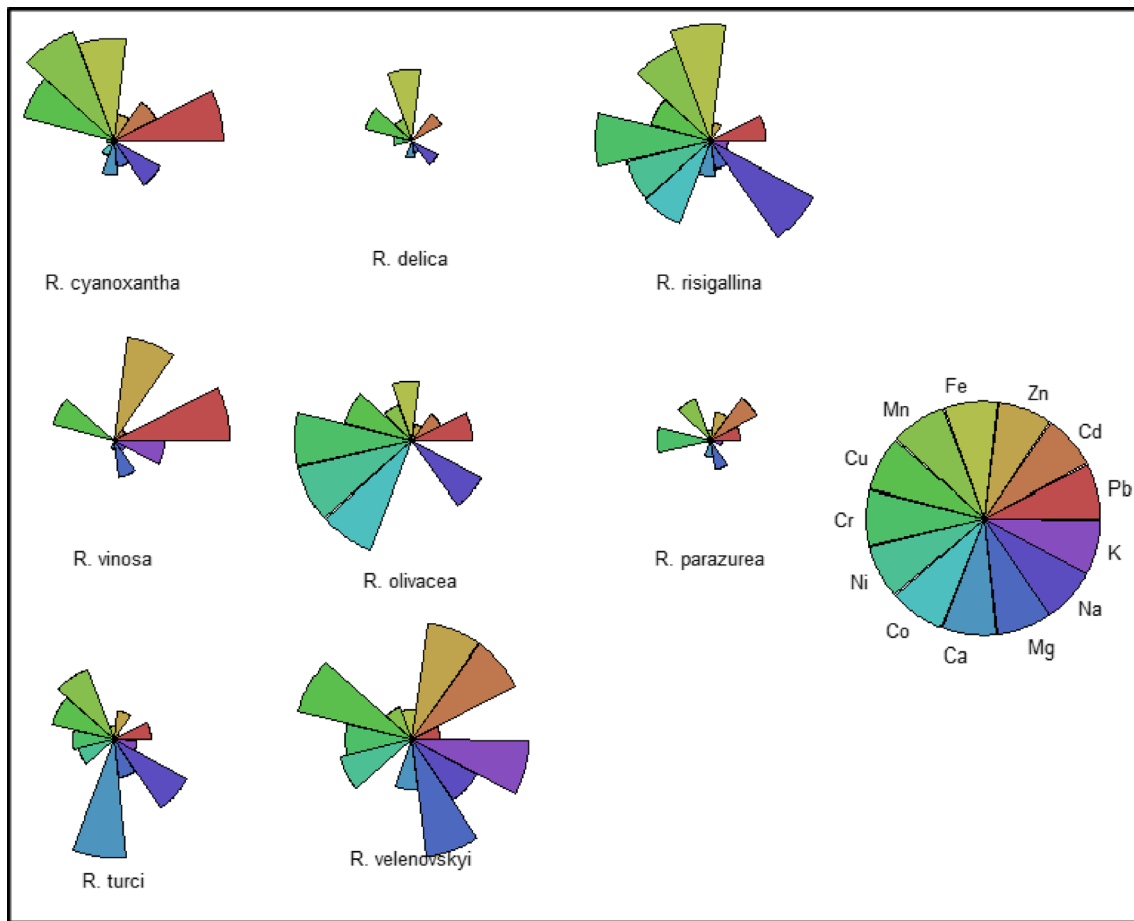 R. cyanoxantha
R. delica
R. risigallina
R. vinosa
R. olivacea
R. parazurea
Fe
Zn
Mn
Cd
Cu
Pb
Cr
K
Ni
Na
Co
Ca
Mg
R. turci
R. velenovskyi